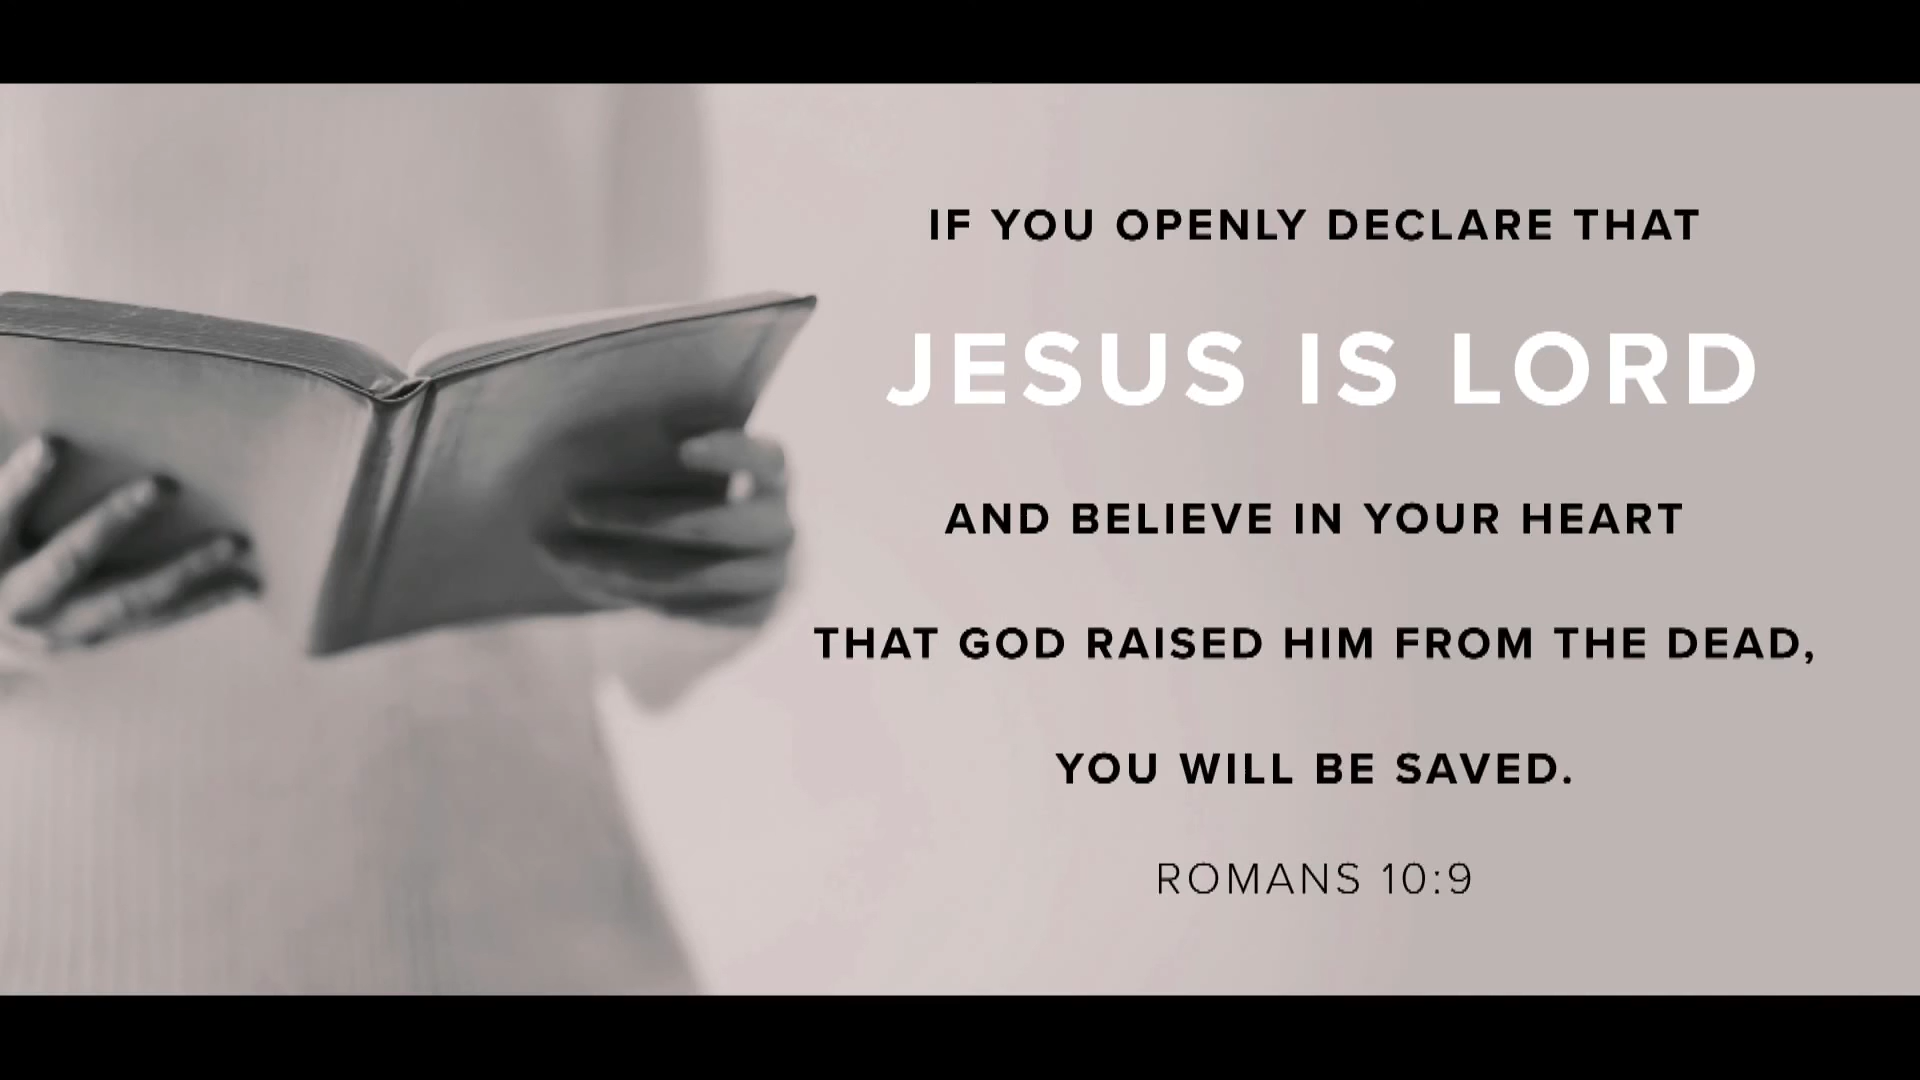 IF YOU OPENLY DECLARE THAT
JESUS IS LORD
AND BELIEVE IN YOUR HEART
THAT GOD RAISED HIM FROM THE DEAD,
YOU WILL BE SAVED.
ROMANS 10:9